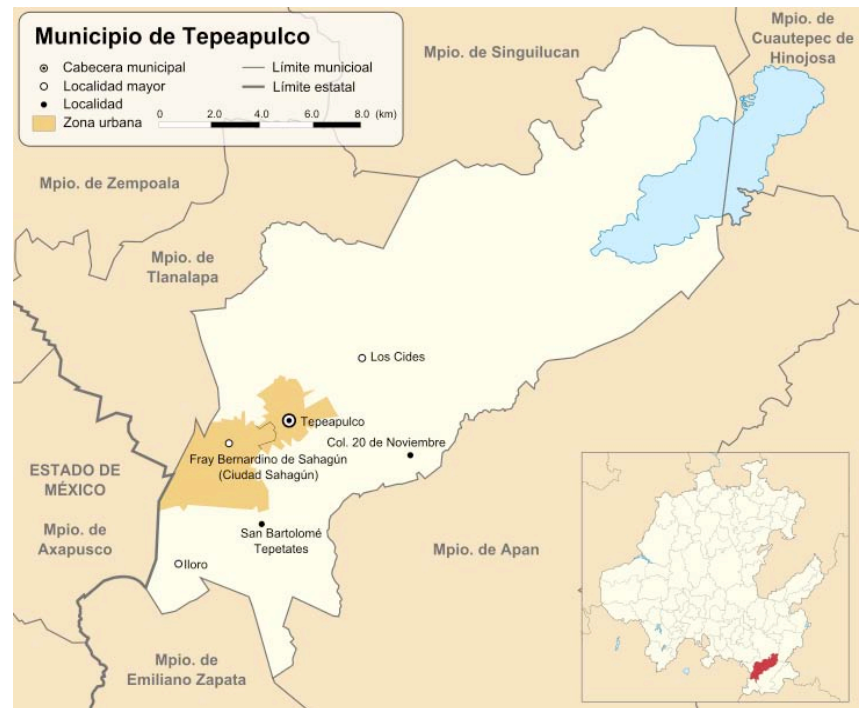 Municipio de Tepeapulco
Cabecera municipal
Localidad mayor
Localidad
Zona urbana
Límite municioal
Límite estatal
0 2.0 4.0 6.0 8.0 (km)
Mpio. de Singuilucan
Mpio. de
Cuautepec de
Hinojosa
Mpio. de Zempoala
Mpio. de
Tlanalapa
Los Cides
Tepeapulco
Col. 20 de Noviembre
Fray Bernardino de Sahagún
(Ciudad Sahagún)
ESTADO DE
MÉXICO
Mpio. de
Axapusco
San Bartolomé
Tepetates
Iloro
Mpio. de Apan
Mpio. de
Emiliano Zapata